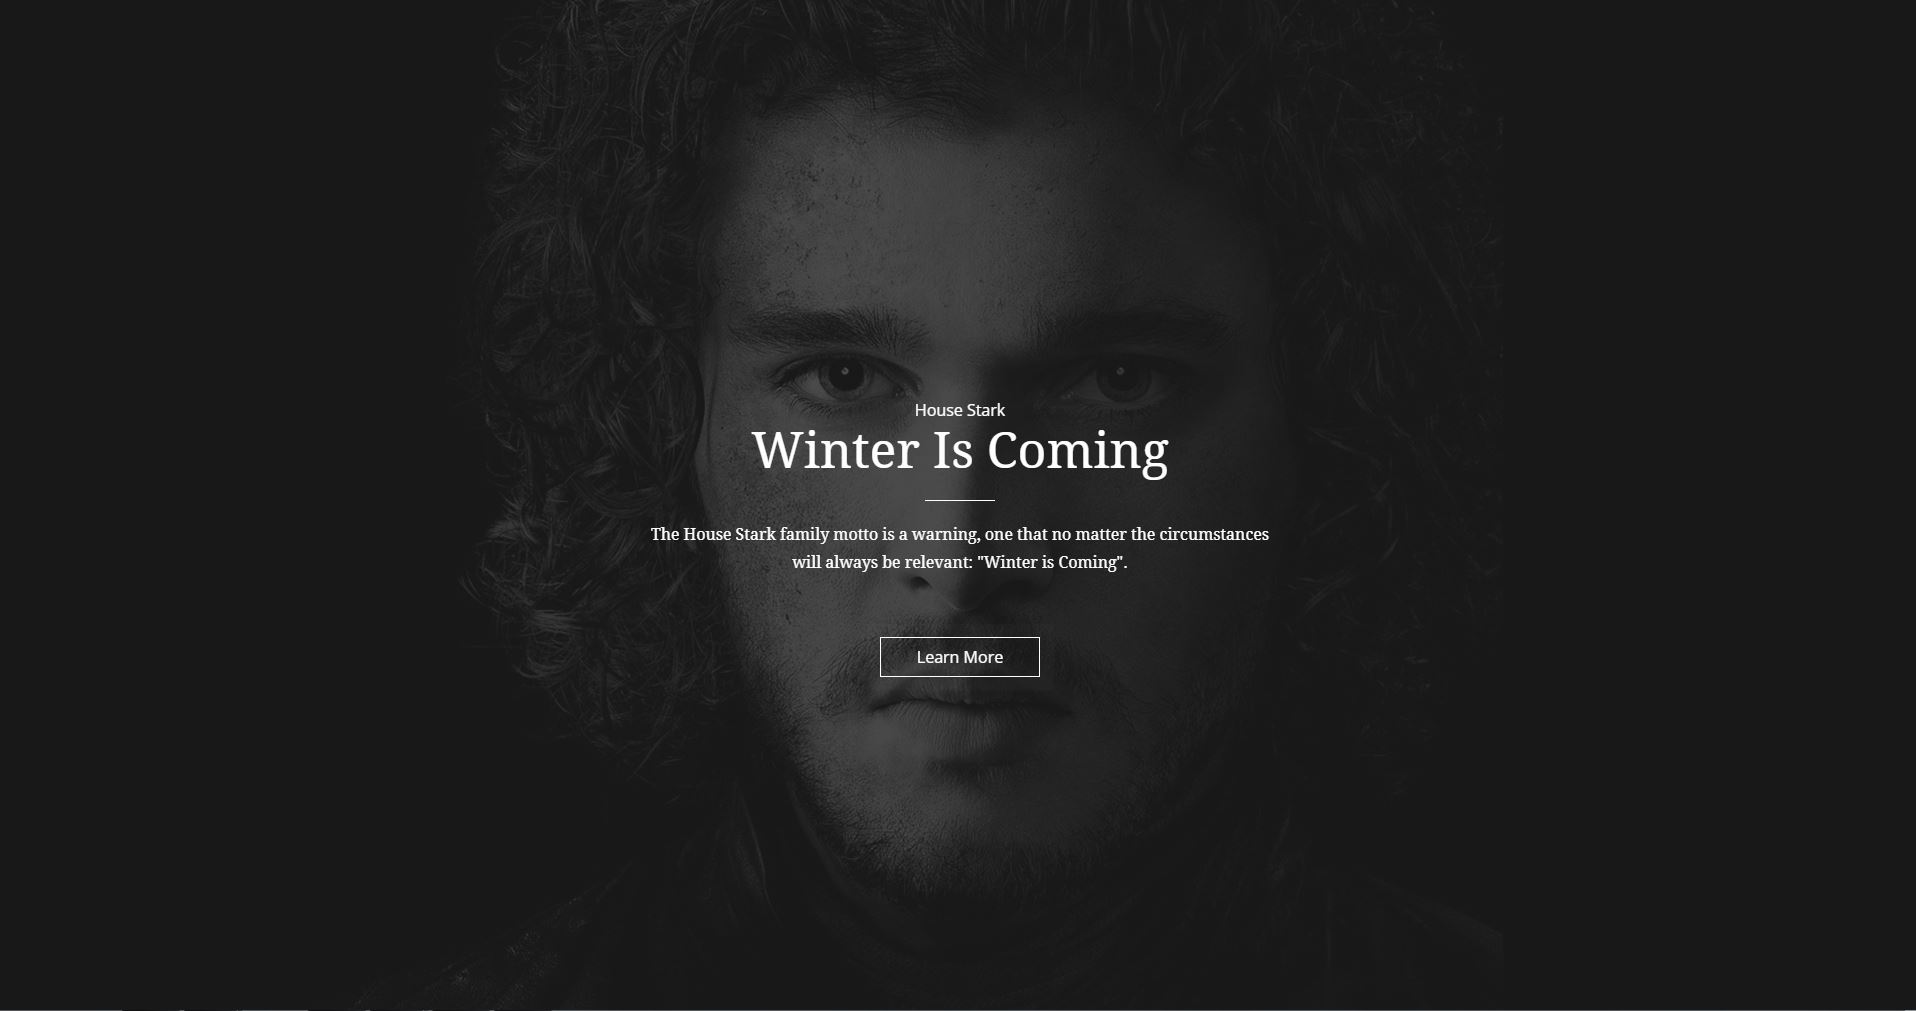 House Stark
Winter Is Coming
The House Stark family motto is a warning, one that no matter the circumstances
will always be relevant: "Winter is Coming".
Learn More